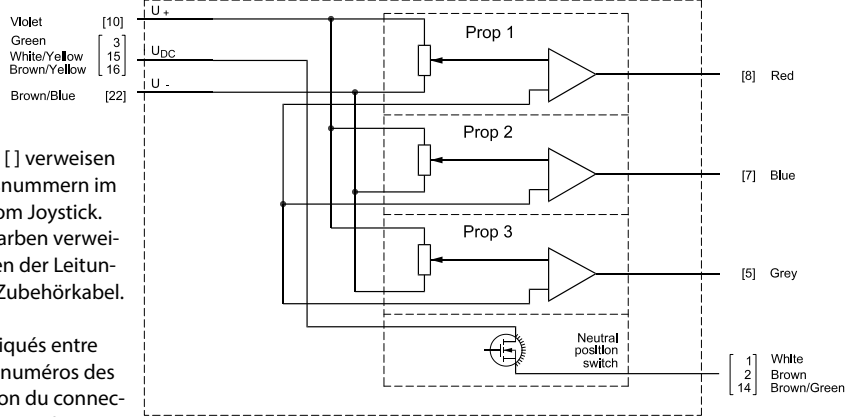 Violet [10] U +
Green [ 3 ]
White/Yellow [ 15 ] UDC
Brown/Yellow [ 16 ]
Brown/Blue [22] U -
Prop 1
[8] Red
Prop 2
[7] Blue
Prop 3
[5] Grey
Neutral
position
switch
[ 1 ] White
[ 2 ] Brown
[ 14 ] Brown/Green
[ ] verweisen
nummern im
om Joystick.
arben verwei-
en der Leitun-
Zubehörkabel.
iqués entre
numéros des
on du connec-